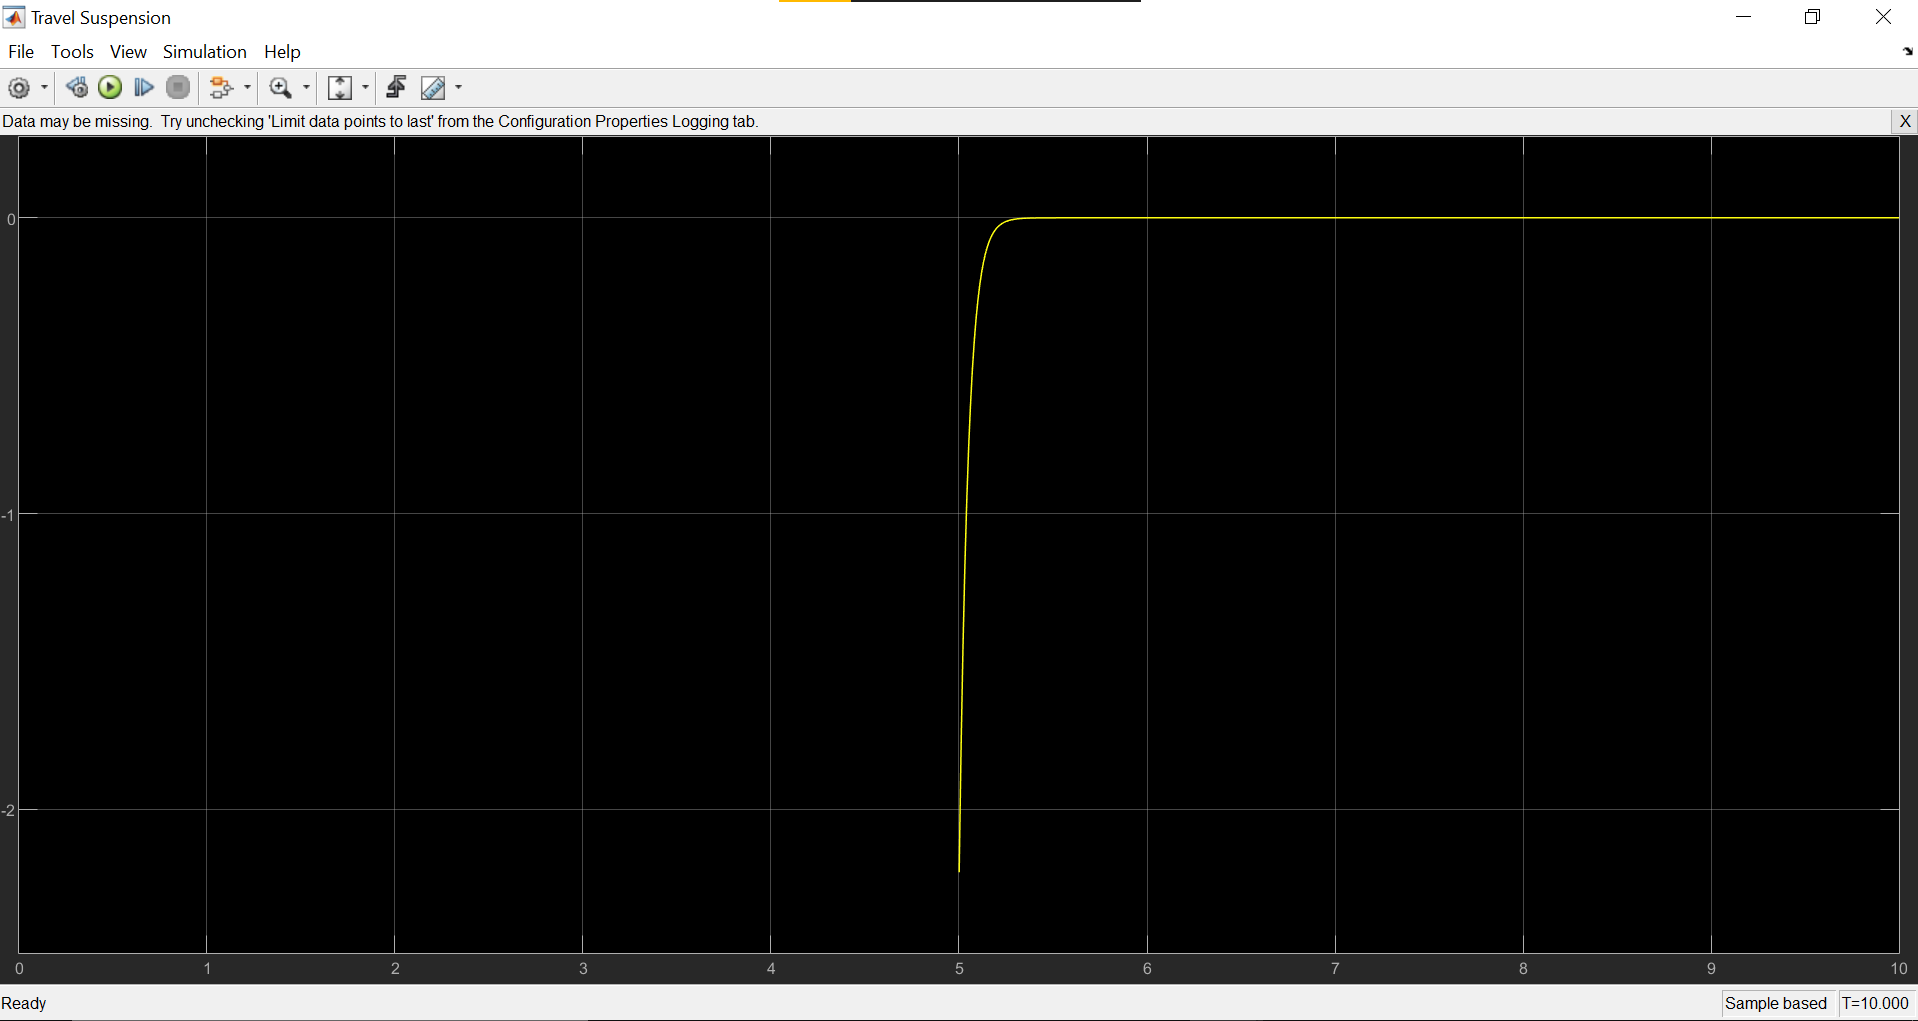 Travel Suspension
File Tools View Simulation Help
Data may be missing.  Try unchecking 'Limit data points to last' from the Configuration Properties Logging tab.
X
0
-1
-2
0 1 2 3 4 5 6 7 8 9 10
Ready
Sample based
T=10.000